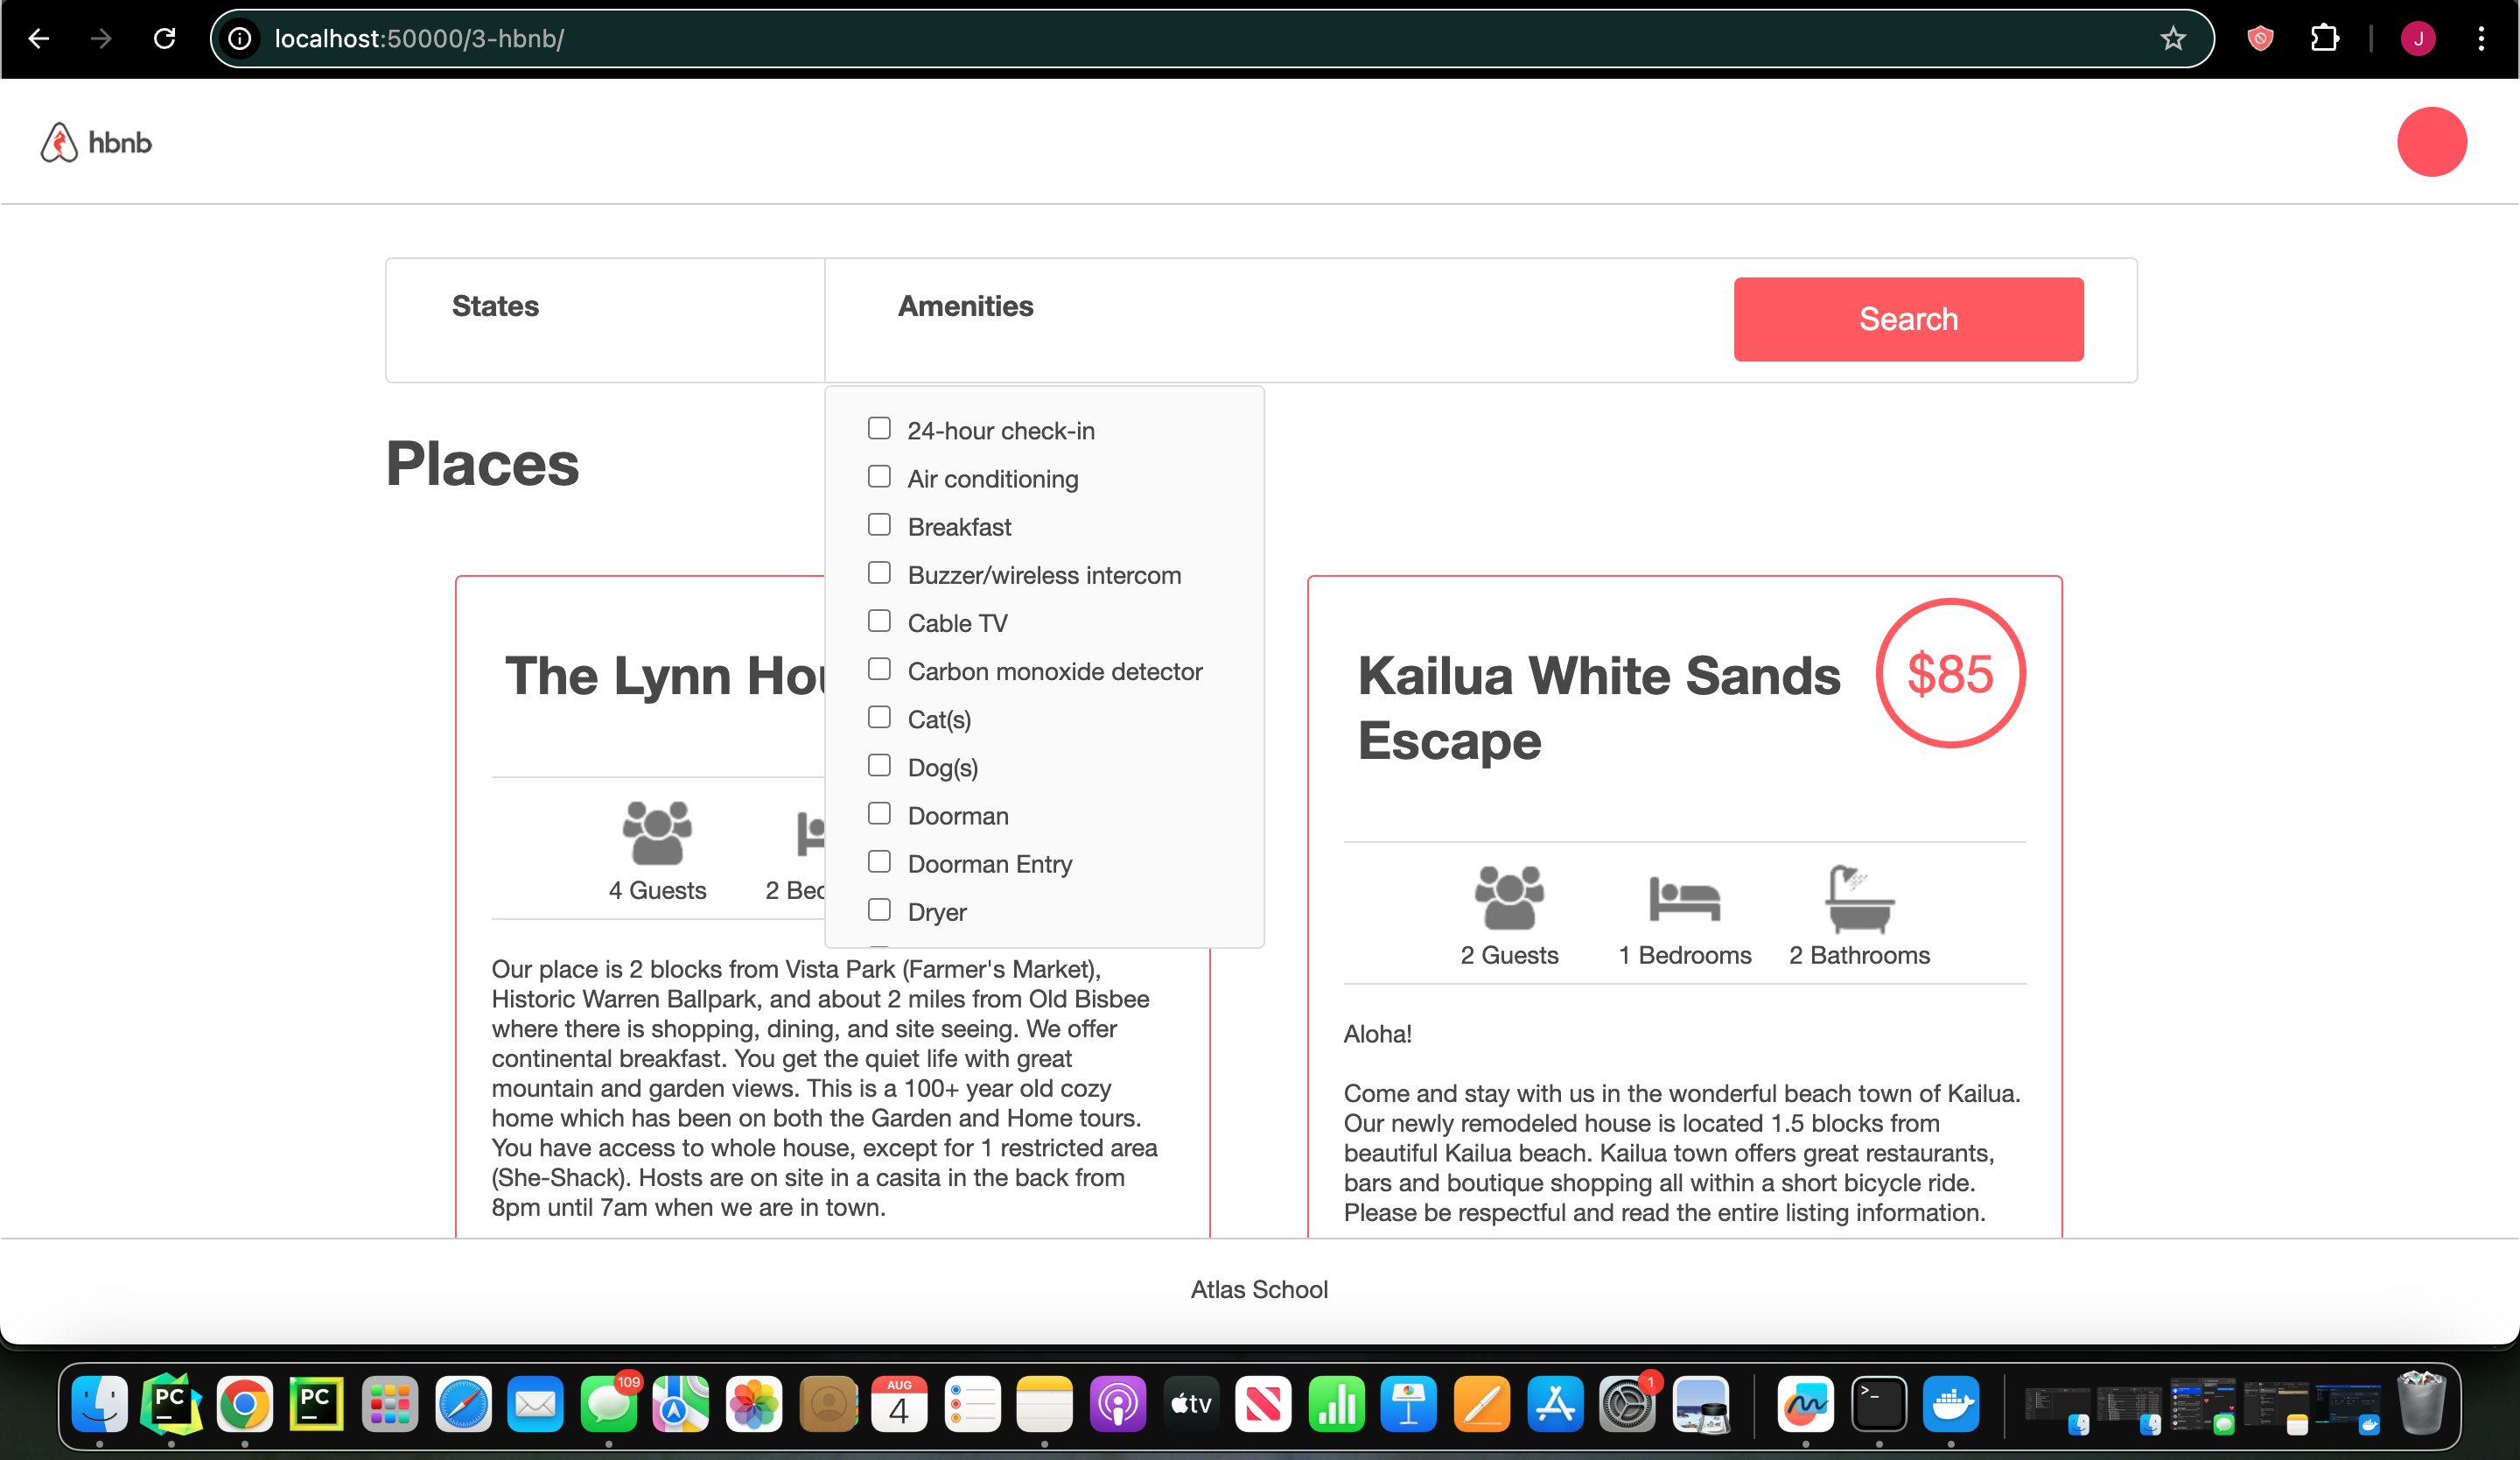 localhost:50000/3-hbnb/
J
hbnb
States
Amenities
Search
24-hour check-in
Air conditioning
Breakfast
Buzzer/wireless intercom
Cable TV
Carbon monoxide detector
Cat(s)
Dog(s)
Doorman
Doorman Entry
Dryer
Places
The Lynn Hou
4 Guests
2 Bed
Our place is 2 blocks from Vista Park (Farmer's Market),
Historic Warren Ballpark, and about 2 miles from Old Bisbee
where there is shopping, dining, and site seeing. We offer
continental breakfast. You get the quiet life with great
mountain and garden views. This is a 100+ year old cozy
home which has been on both the Garden and Home tours.
You have access to whole house, except for 1 restricted area
(She-Shack). Hosts are on site in a casita in the back from
8pm until 7am when we are in town.
Kailua White Sands
Escape
$85
2 Guests
1 Bedrooms
2 Bathrooms
Aloha!
Come and stay with us in the wonderful beach town of Kailua.
Our newly remodeled house is located 1.5 blocks from
beautiful Kailua beach. Kailua town offers great restaurants,
bars and boutique shopping all within a short bicycle ride.
Please be respectful and read the entire listing information.
Atlas School
PC
PC
109
AUG
4
tv
1
>_